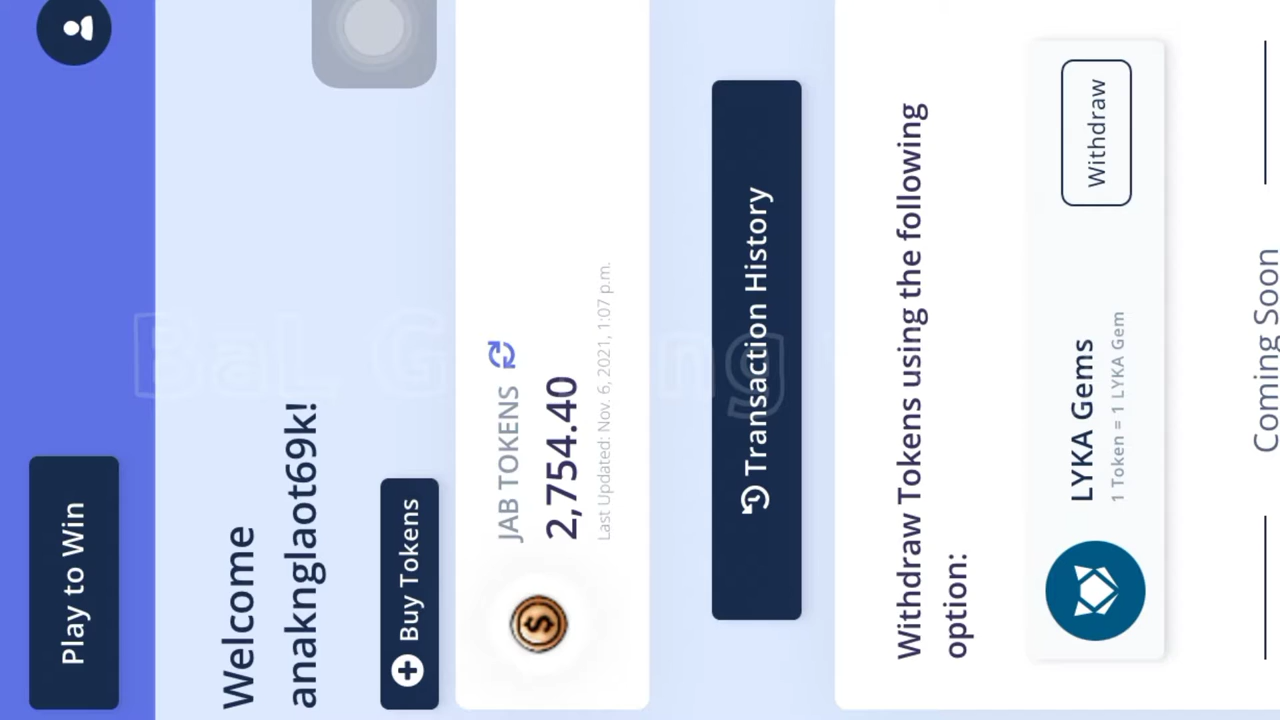 Play to Win
Welcome
anaknglaot69k!
Buy Tokens
JAB TOKENS
2,754.40
Last Updated: Nov. 6, 2021, 1:07 p.m.
Transaction History
Withdraw Tokens using the following
option:
LYKA Gems
1 Token = 1 LYKA Gem
Withdraw
Coming Soon